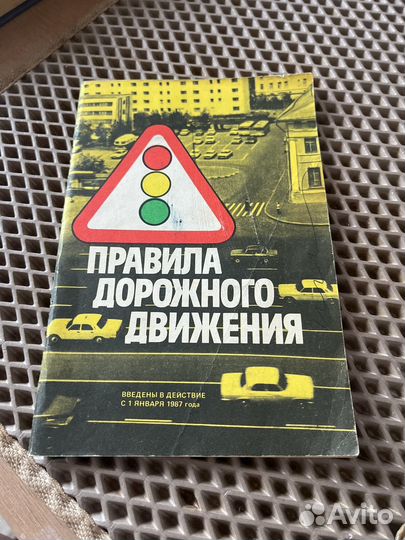 ПРАВИЛА
ДОРОЖНОГО
ДВИЖЕНИЯ
ВВЕДЕНЫ В ДЕЙСТВИЕ
С 1 ЯНВАРЯ 1987 года
Avito